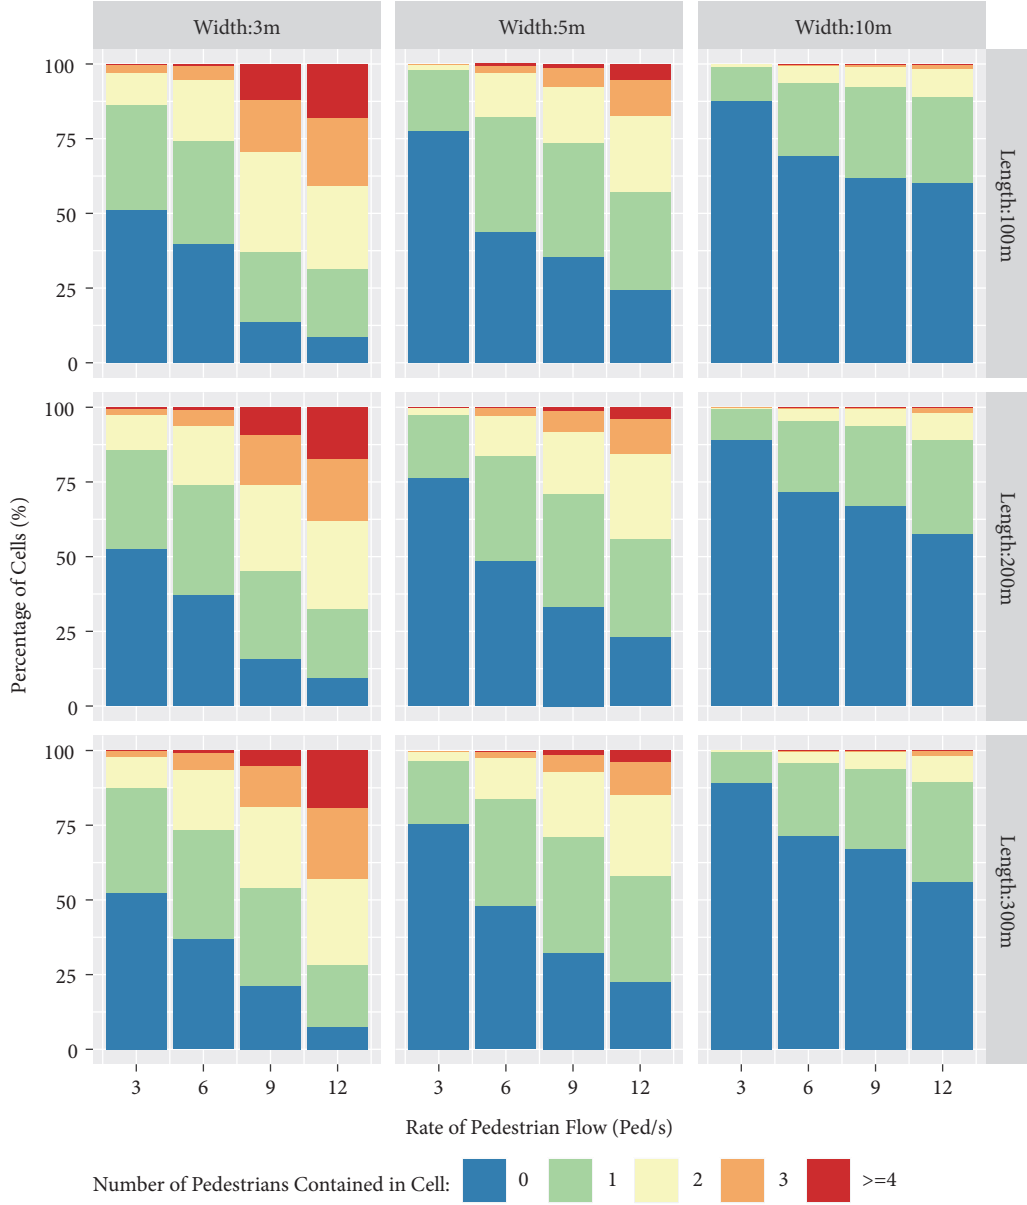 Width:3m Width:5m Width:10m
100
75
50
25
0
Length:100m
100
75
50
25
0
Length:200m
100
75
50
25
0
Length:300m
Percentage of Cells (%)
3 6 9 12 3 6 9 12 3 6 9 12
Rate of Pedestrian Flow (Ped/s)
Number of Pedestrians Contained in Cell: 0 1 2 3 >=4